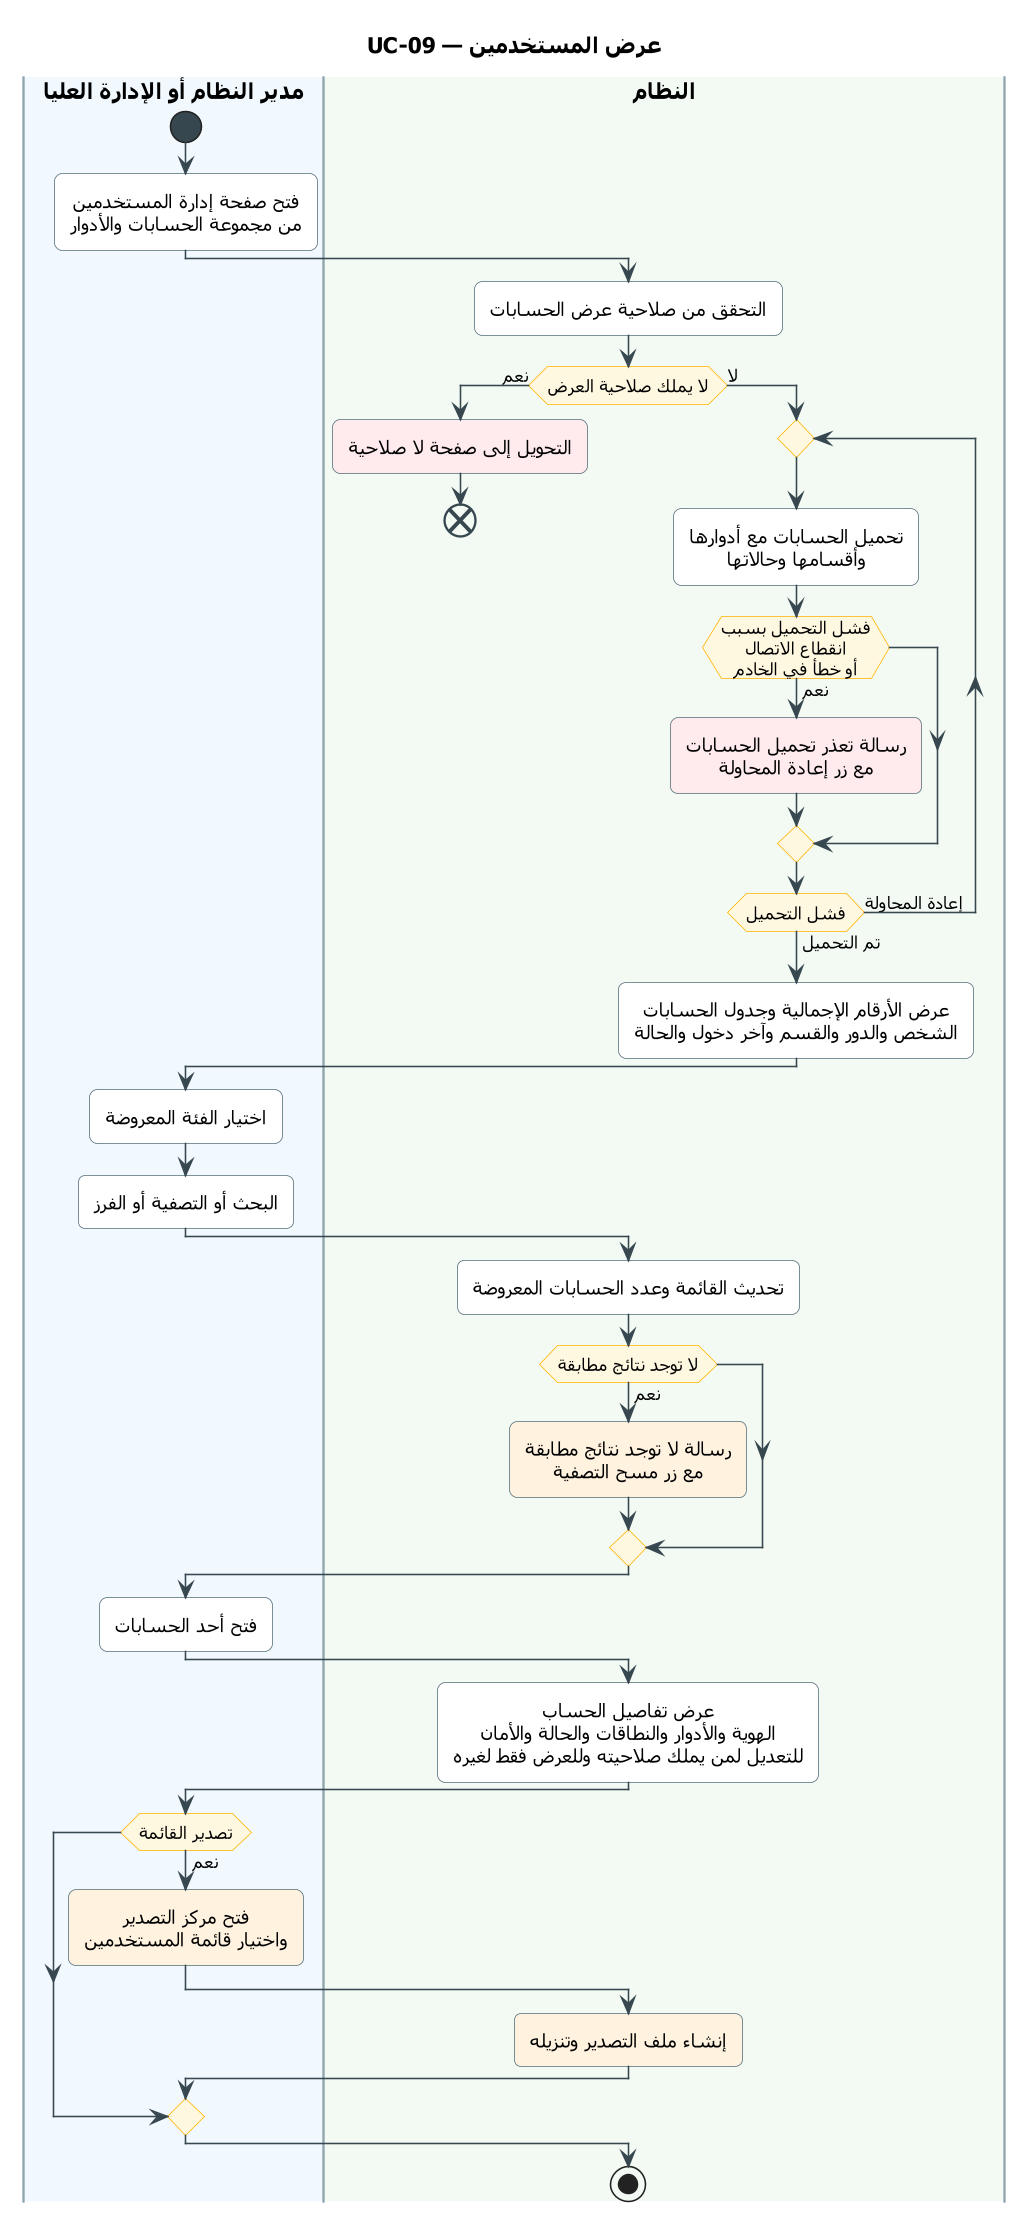 عرض المستخدمين — UC-09
مدير النظام أو الإدارة العليا
النظام
فتح صفحة إدارة المستخدمين
من مجموعة الحسابات والأدوار
التحقق من صلاحية عرض الحسابات
لا يملك صلاحية العرض
نعم
لا
التحويل إلى صفحة لا صلاحية
تحميل الحسابات مع أدوارها
وأقسامها وحالاتها
فشل التحميل بسبب
انقطاع الاتصال
أو خطأ في الخادم
نعم
رسالة تعذر تحميل الحسابات
مع زر إعادة المحاولة
فشل التحميل
إعادة المحاولة
تم التحميل
عرض الأرقام الإجمالية وجدول الحسابات
الشخص والدور والقسم وآخر دخول والحالة
اختيار الفئة المعروضة
البحث أو التصفية أو الفرز
تحديث القائمة وعدد الحسابات المعروضة
لا توجد نتائج مطابقة
نعم
رسالة لا توجد نتائج مطابقة
مع زر مسح التصفية
فتح أحد الحسابات
عرض تفاصيل الحساب
الهوية والأدوار والنطاقات والحالة والأمان
للتعديل لمن يملك صلاحيته وللعرض فقط لغيره
تصدير القائمة
نعم
فتح مركز التصدير
واختيار قائمة المستخدمين
إنشاء ملف التصدير وتنزيله